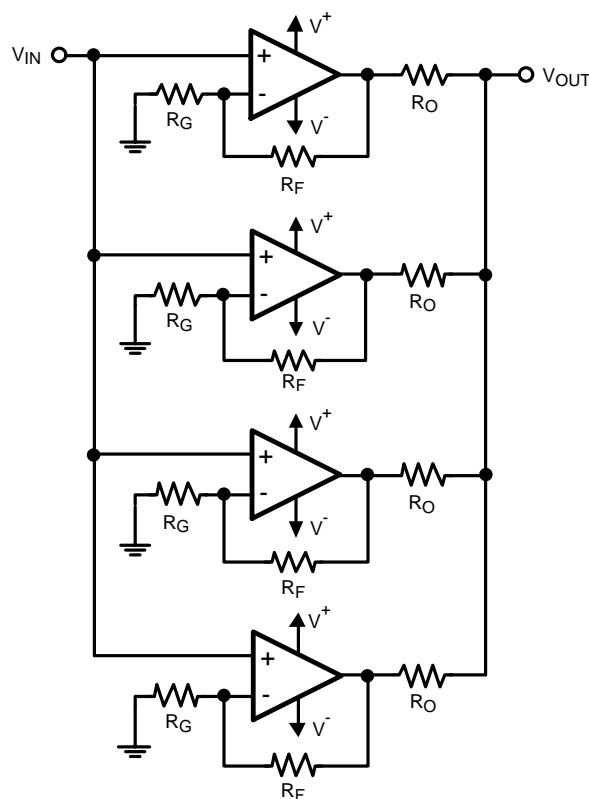 V+
VIN
+
VOUT
-
RO
RG
V-
RF
V+
+
-
RO
RG
V-
RF
V+
+
-
RO
RG
V-
RF
V+
+
-
RO
RG
V-
RF